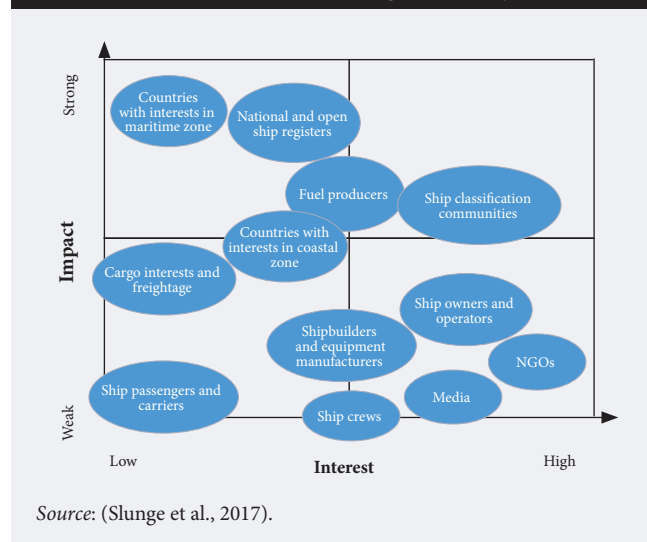 Strong
Countries
with interests in
maritime zone
National and open
ship registers
Fuel producers
Ship classification
communities
Impact
Countries with
interests in coastal
zone
Cargo interests and
freightage
Ship owners and
operators
Shipbuilders
and equipment
manufacturers
NGOs
Ship passengers and
carriers
Media
Ship crews
Weak
Low
Interest
High
Source: (Slunge et al., 2017).